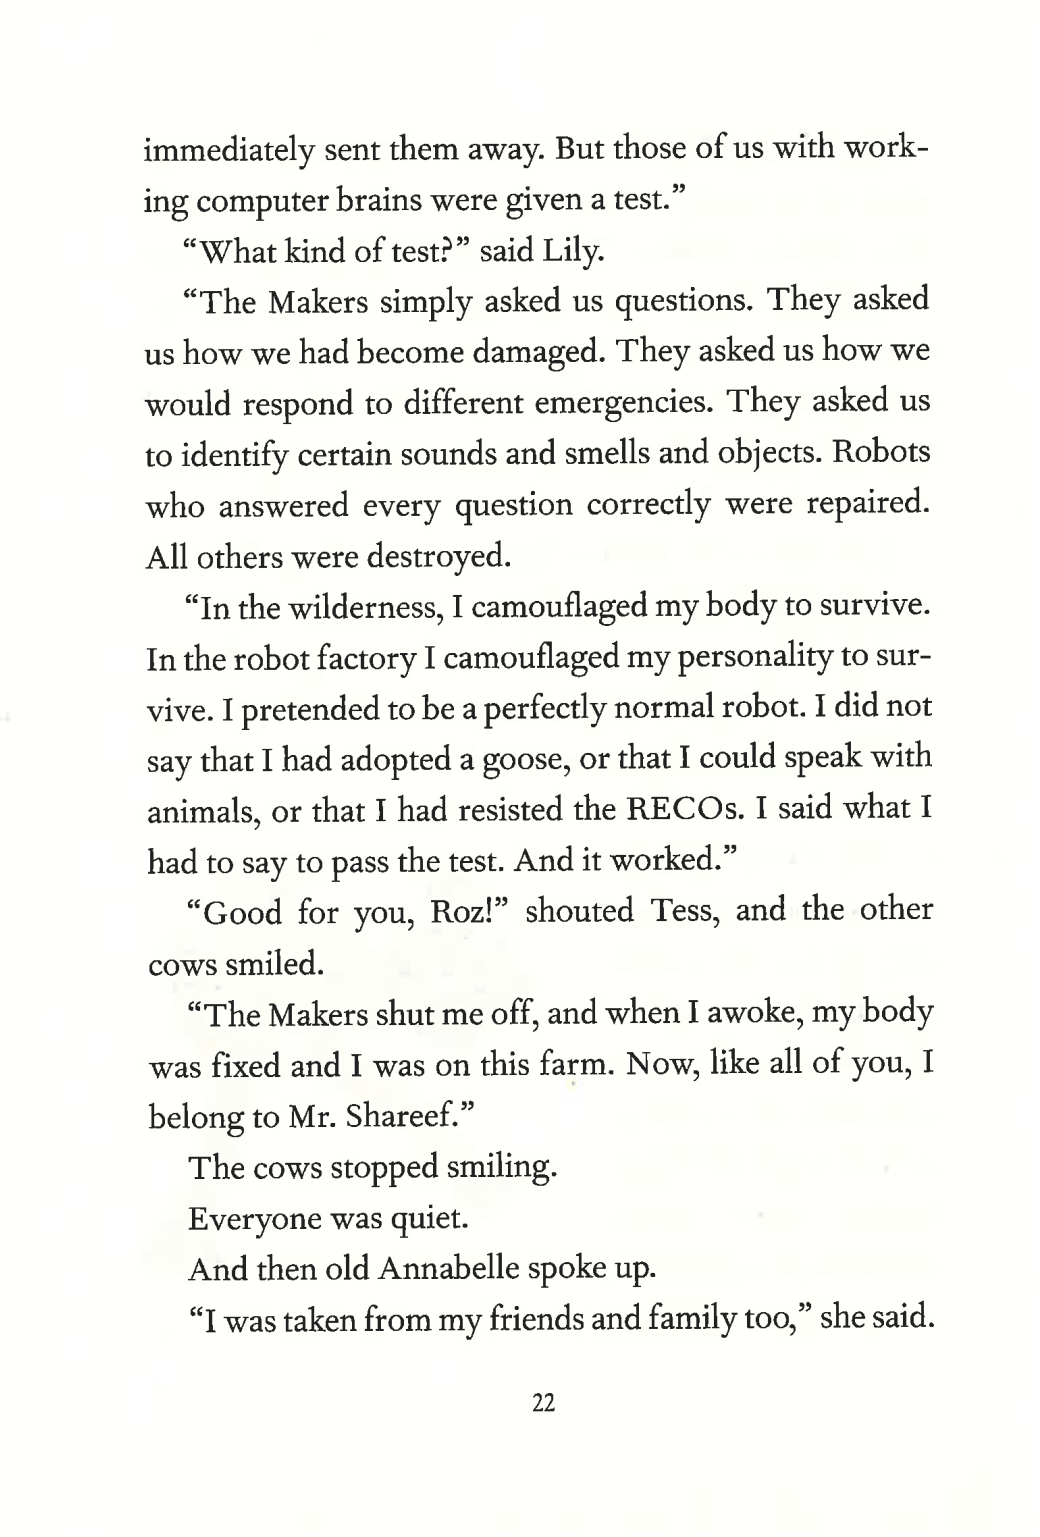 immediately sent them away. But those of us with work-
ing computer brains were given a test.”
“What kind of test?” said Lily.
“The Makers simply asked us questions. They asked
us how we had become damaged. They asked us how we
would respond to different emergencies. They asked us
to identify certain sounds and smells and objects. Robots
who answered every question correctly were repaired.
All others were destroyed.
“In the wilderness, I camouflaged my body to survive.
In the robot factory I camouflaged my personality to sur-
vive. I pretended to be a perfectly normal robot. I did not
say that I had adopted a goose, or that I could speak with
animals, or that I had resisted the RECOs. I said what I
had to say to pass the test. And it worked.”
“Good for you, Roz!” shouted Tess, and the other
cows smiled.
“The Makers shut me off, and when I awoke, my body
was fixed and I was on this farm. Now, like all of you, I
belong to Mr. Shareef.”
The cows stopped smiling.
Everyone was quiet.
And then old Annabelle spoke up.
“I was taken from my friends and family too,” she said.
22